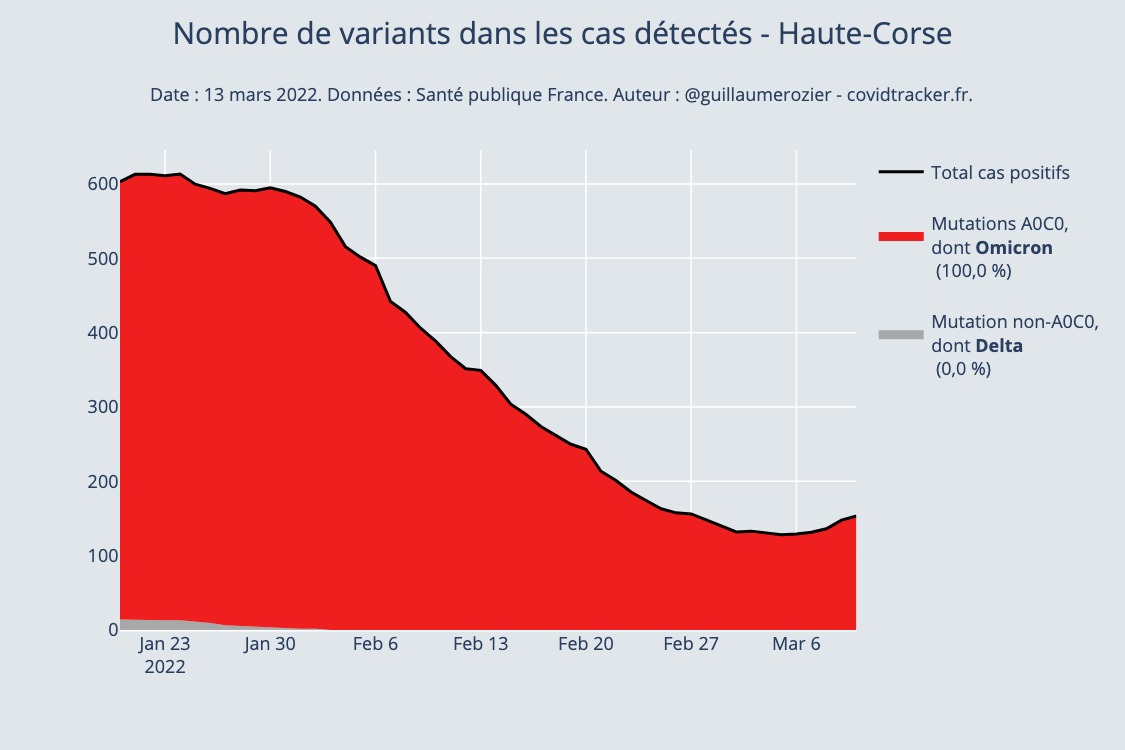 Nombre de variants dans les cas détectés - Haute-Corse
Date : 13 mars 2022. Données : Santé publique France. Auteur : @guillaumerozier - covidtracker.fr.
600
500
400
300
200
100
0
Jan 23
2022
Jan 30
Feb 6
Feb 13
Feb 20
Feb 27
Mar 6
Total cas positifs
Mutations A0C0,
dont Omicron
(100,0 %)
Mutation non-A0C0,
dont Delta
(0,0 %)